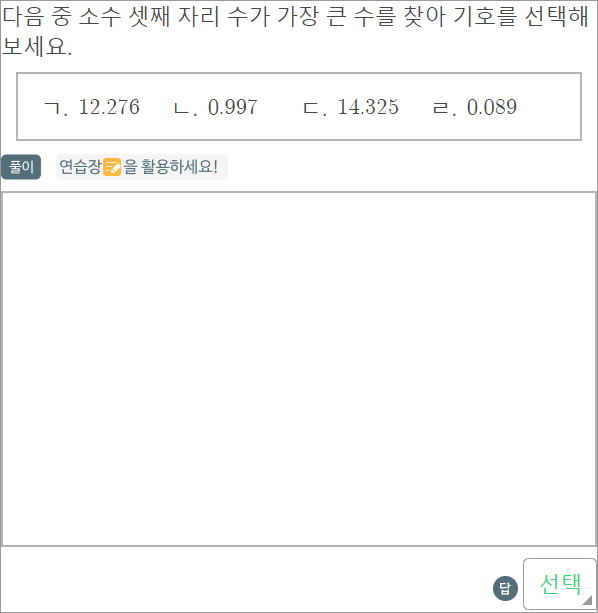 다음 중 소수 셋째 자리 수가 가장 큰 수를 찾아 기호를 선택해
보세요.
ㄱ. 12.276 ㄴ. 0.997 ㄷ. 14.325 ㄹ. 0.089
풀이 연습장을 활용하세요!
답 선택